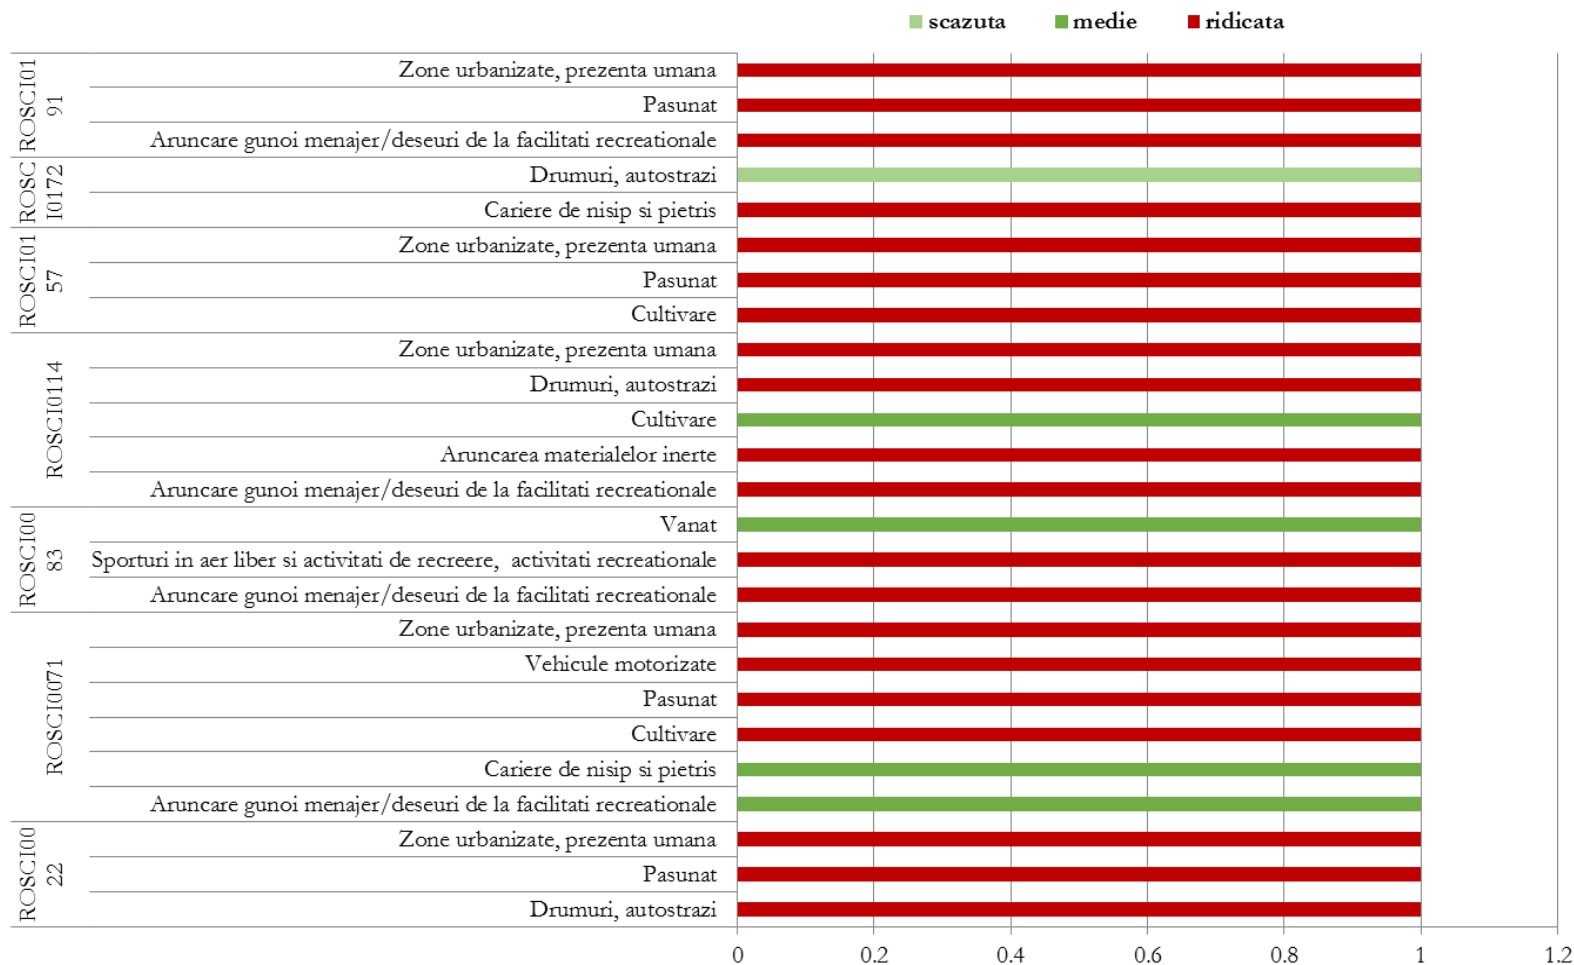 scazuta medie ridicata
ROSCI01
91
Zone urbanizate, prezenta umana
Pasunat
Aruncare gunoi menajer/deseuri de la facilitati recreationale
ROSC
I0172
Drumuri, autostrazi
Cariere de nisip si pietris
ROSCI01
57
Zone urbanizate, prezenta umana
Pasunat
Cultivare
ROSCI0114
Zone urbanizate, prezenta umana
Drumuri, autostrazi
Cultivare
Aruncarea materialelor inerte
Aruncare gunoi menajer/deseuri de la facilitati recreationale
ROSCI00
83
Vanat
Sporturi in aer liber si activitati de recreere, activitati recreationale
Aruncare gunoi menajer/deseuri de la facilitati recreationale
ROSCI0071
Zone urbanizate, prezenta umana
Vehicule motorizate
Pasunat
Cultivare
Cariere de nisip si pietris
Aruncare gunoi menajer/deseuri de la facilitati recreationale
ROSCI00
22
Zone urbanizate, prezenta umana
Pasunat
Drumuri, autostrazi
0 0.2 0.4 0.6 0.8 1 1.2